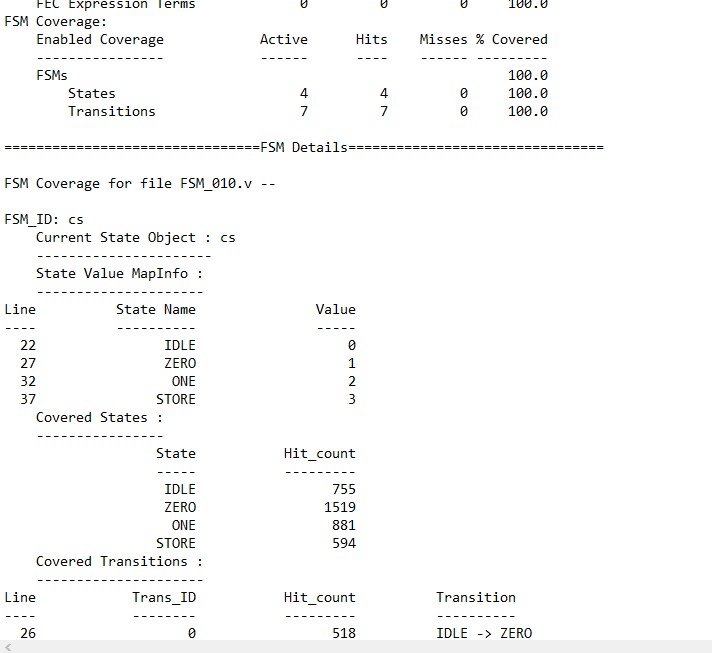 FEC Expression Terms 0 0 0 100.0
FSM Coverage:
Enabled Coverage Active Hits Misses % Covered
---------------- ------ ---- ------ ---------
FSMs 100.0
States 4 4 0 100.0
Transitions 7 7 0 100.0
================================FSM Details================================
FSM Coverage for file FSM_010.v --
FSM_ID: cs
Current State Object : cs
----------------------
State Value MapInfo :
---------------------
Line State Name Value
---- ---------- -----
22 IDLE 0
27 ZERO 1
32 ONE 2
37 STORE 3
Covered States :
----------------
State Hit_count
----- ---------
IDLE 755
ZERO 1519
ONE 881
STORE 594
Covered Transitions :
---------------------
Line Trans_ID Hit_count Transition
---- -------- --------- ----------
26 0 518 IDLE -> ZERO